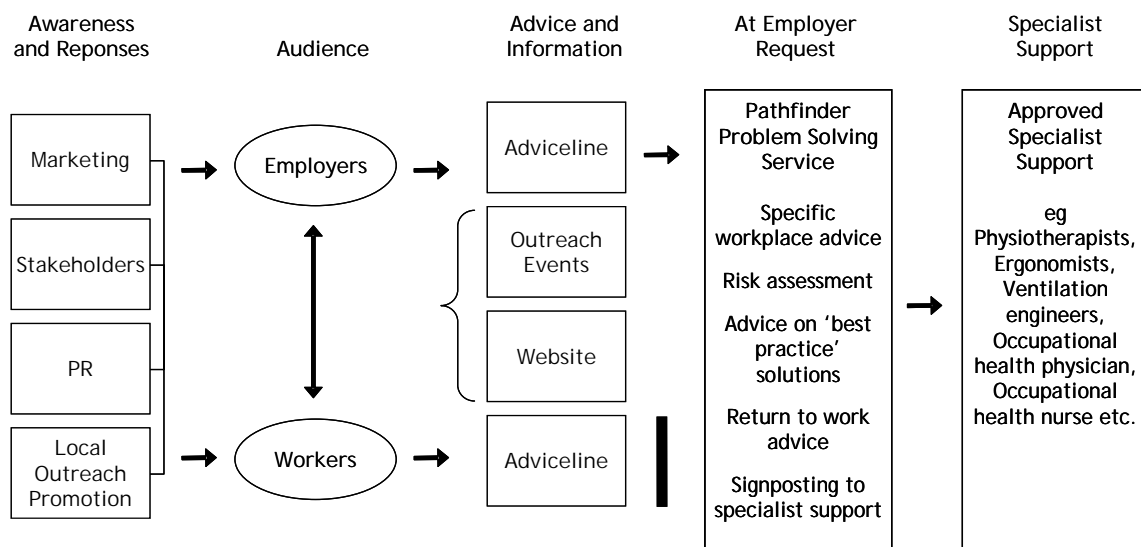 Awareness
and Reponses
Audience
Advice and
Information
At Employer
Request
Specialist
Support
Marketing
Stakeholders
PR
Local
Outreach
Promotion
Employers
Workers
Adviceline
Outreach
Events
Website
Adviceline
Pathfinder
Problem Solving
Service
Specific
workplace advice
Risk assessment
Advice on ‘best
practice’
solutions
Return to work
advice
Signposting to
specialist support
Approved
Specialist
Support
eg
Physiotherapists,
Ergonomists,
Ventilation
engineers,
Occupational
health physician,
Occupational
health nurse etc.